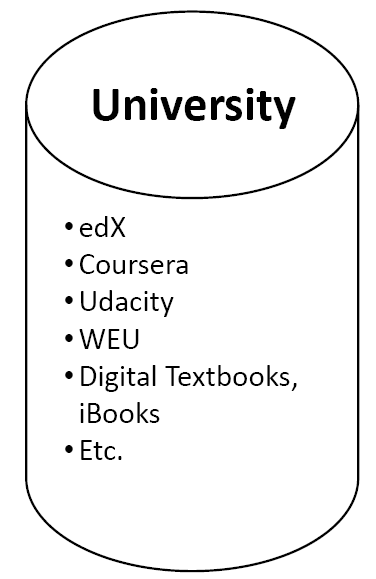 University
• edX
• Coursera
• Udacity
• WEU
• Digital Textbooks,
iBooks
• Etc.